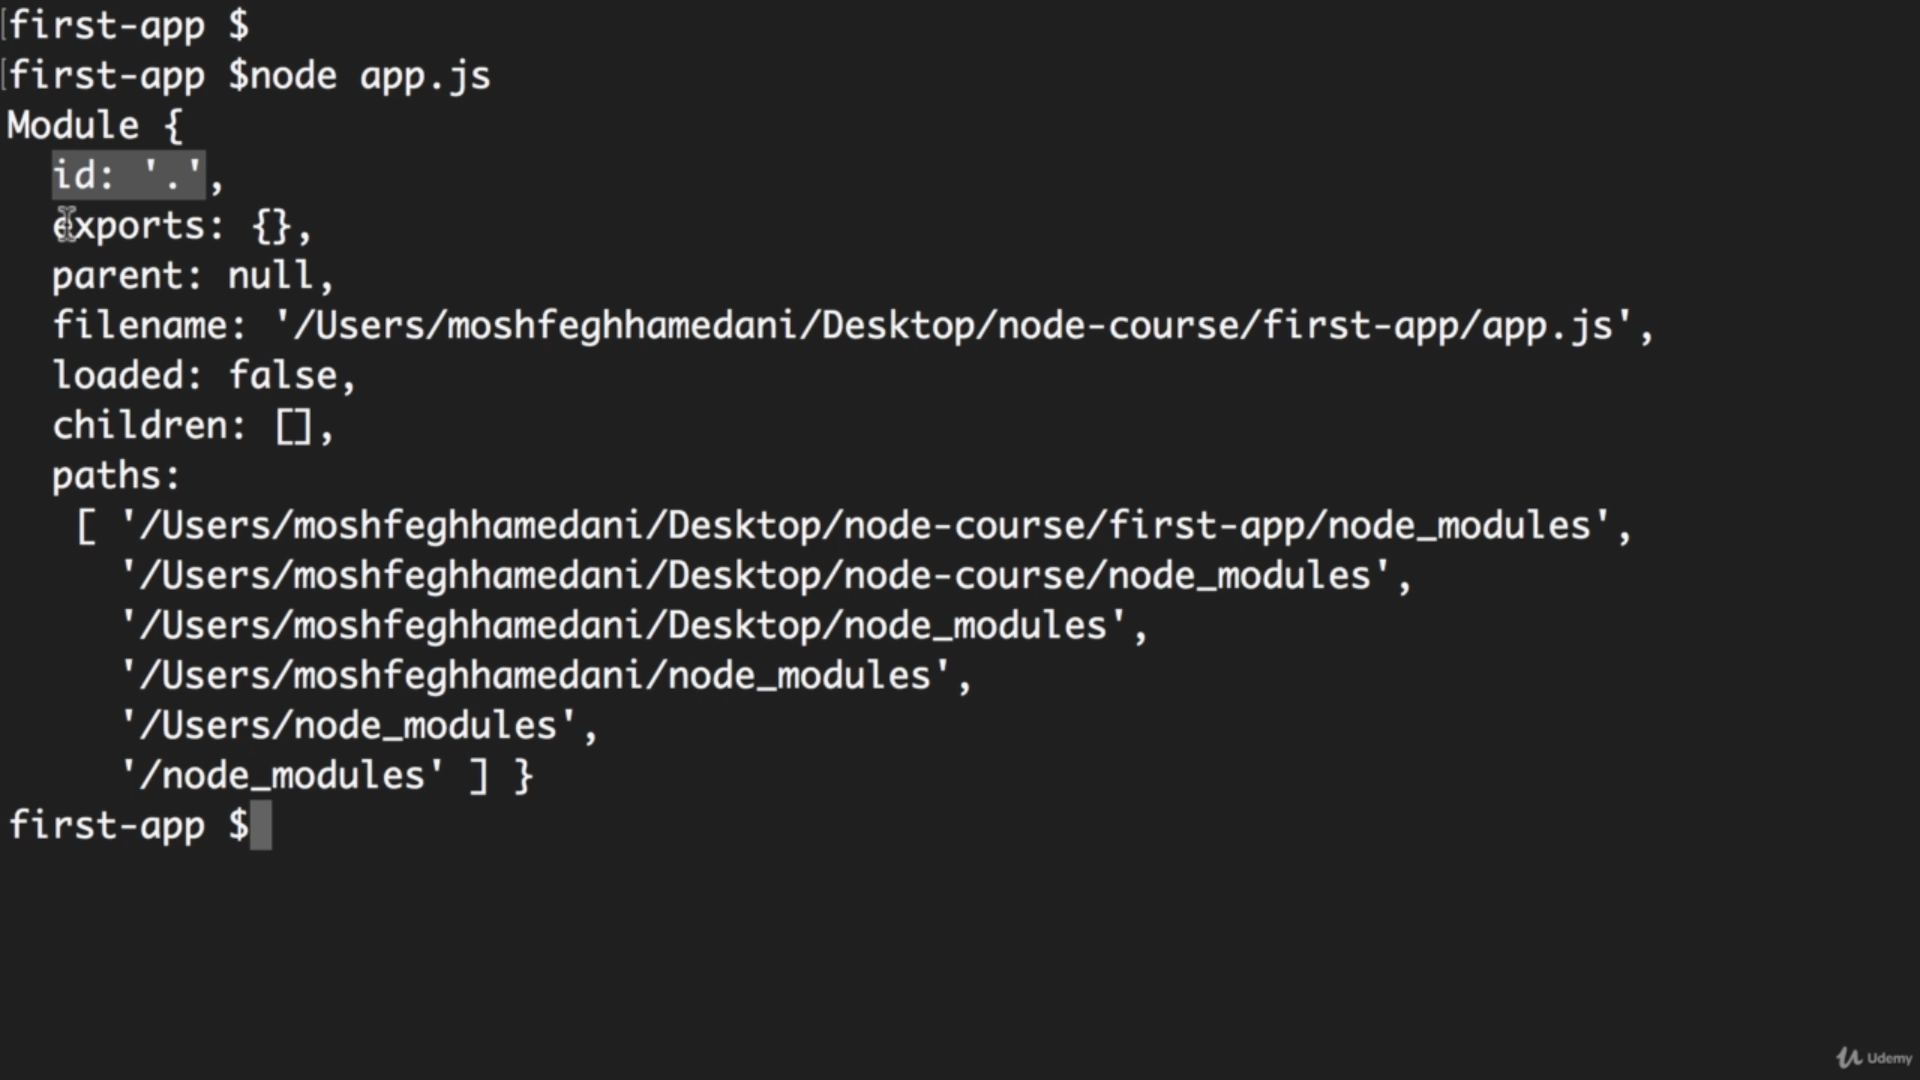 [first-app $
[first-app $node app.js
Module {
  id: '.',
  exports: {},
  parent: null,
  filename: '/Users/moshfeghhamedani/Desktop/node-course/first-app/app.js',
  loaded: false,
  children: [],
  paths:
   [ '/Users/moshfeghhamedani/Desktop/node-course/first-app/node_modules',
     '/Users/moshfeghhamedani/Desktop/node-course/node_modules',
     '/Users/moshfeghhamedani/Desktop/node_modules',
     '/Users/moshfeghhamedani/node_modules',
     '/Users/node_modules',
     '/node_modules' ] }
first-app $
Udemy